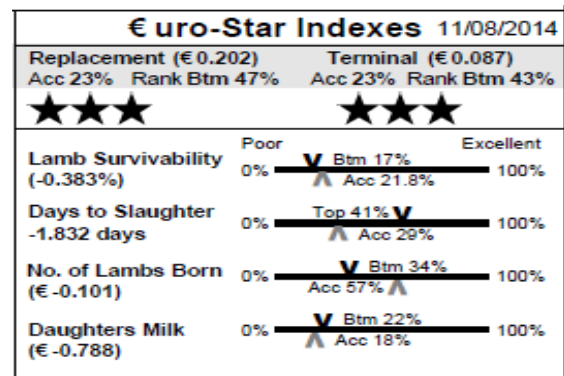 €uro-Star Indexes 11/08/2014
Replacement (€0.202) Terminal (€0.087)
Acc 23% Rank Btm 47% Acc 23% Rank Btm 43%
★★★ ★★★
Poor Excellent
Lamb Survivability 0% V Btm 17% 100%
(-0.383%) Λ Acc 21.8%
Days to Slaughter 0% Top 41% V 100%
-1.832 days Λ Acc 29%
No. of Lambs Born 0% V Btm 34% 100%
(€-0.101) Acc 57% Λ
Daughters Milk 0% V Btm 22% 100%
(€-0.788) Λ Acc 18%